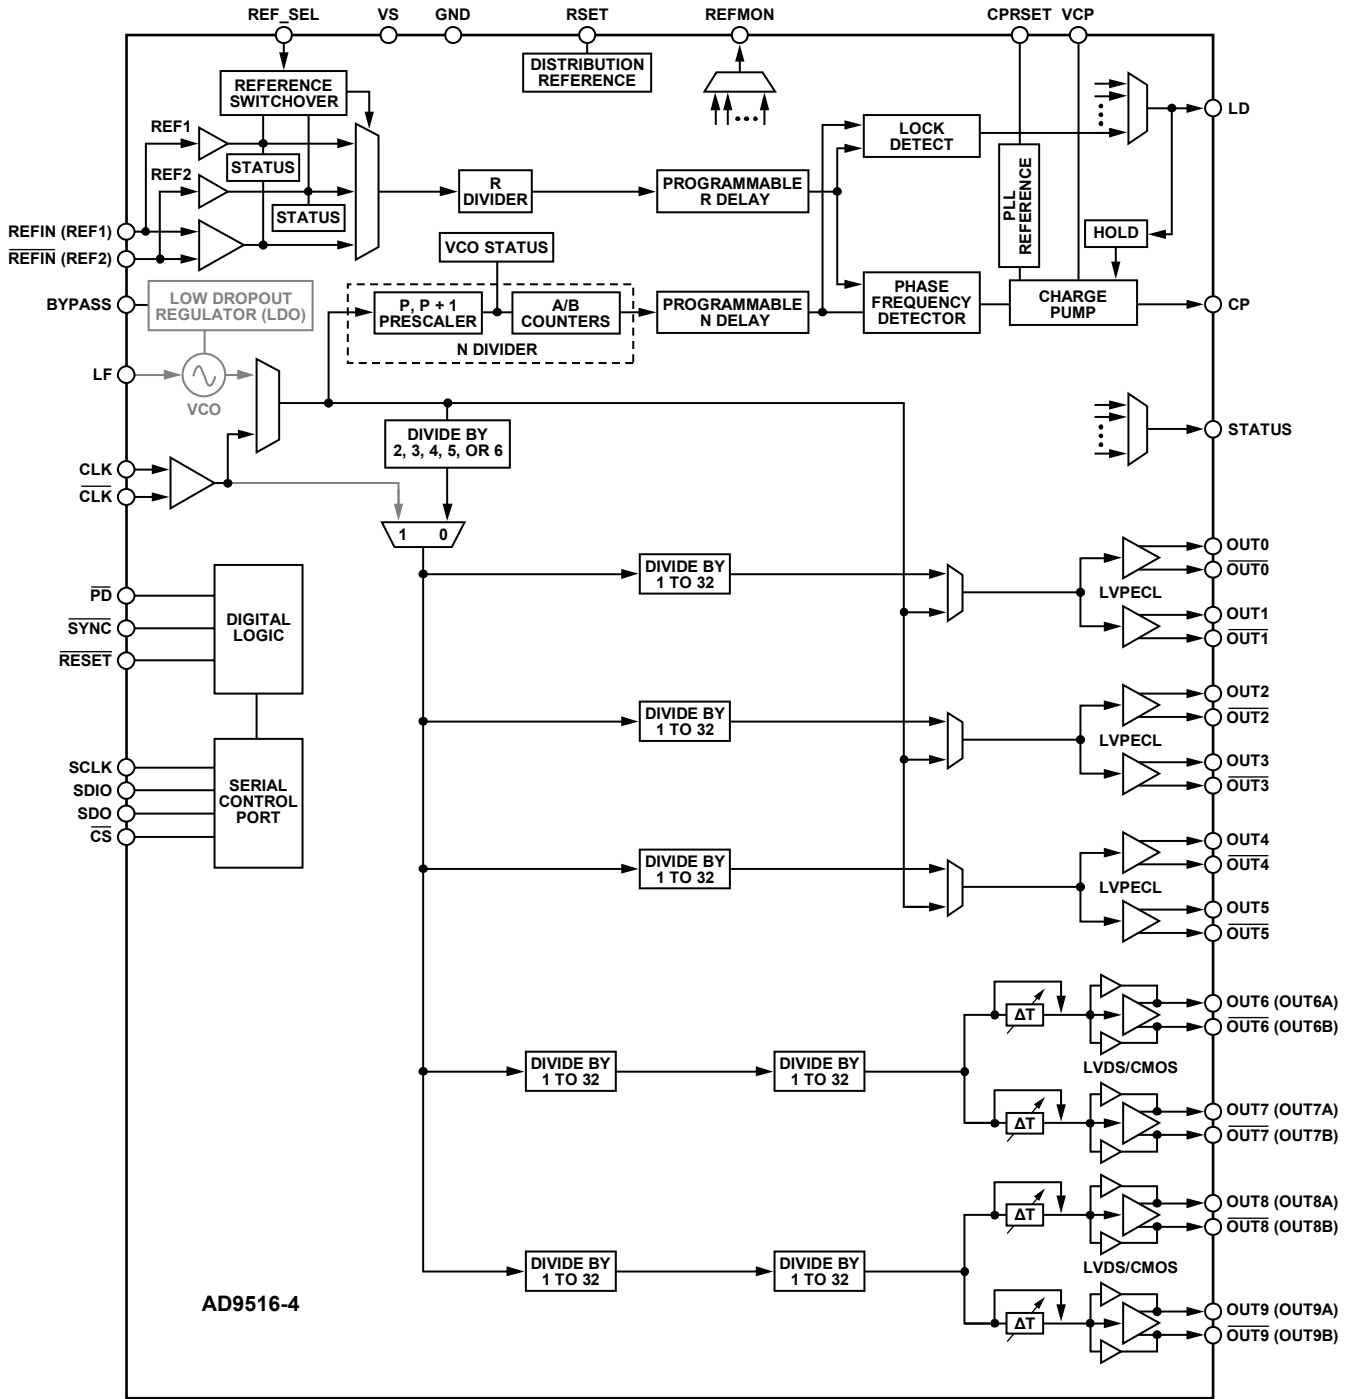 REF_SEL
VS
GND
RSET
REFMON
CPRSET
VCP
DISTRIBUTION
REFERENCE
REFERENCE
SWITCHOVER
REF1
STATUS
REF2
STATUS
LOCK
DETECT
LD
R
DIVIDER
PROGRAMMABLE
R DELAY
PLL
REFERENCE
HOLD
REFIN (REF1)
REFIN (REF2)
VCO STATUS
BYPASS
LOW DROPOUT
REGULATOR (LDO)
P, P + 1
PRESCALER
A/B
COUNTERS
N DIVIDER
PROGRAMMABLE
N DELAY
PHASE
FREQUENCY
DETECTOR
CHARGE
PUMP
CP
LF
VCO
STATUS
DIVIDE BY
2, 3, 4, 5, OR 6
CLK
CLK
1 0
DIVIDE BY
1 TO 32
LVPECL
OUT0
OUT0
OUT1
OUT1
PD
SYNC
RESET
DIGITAL
LOGIC
DIVIDE BY
1 TO 32
LVPECL
OUT2
OUT2
OUT3
OUT3
SCLK
SDIO
SDO
CS
SERIAL
CONTROL
PORT
DIVIDE BY
1 TO 32
LVPECL
OUT4
OUT4
OUT5
OUT5
DIVIDE BY
1 TO 32
DIVIDE BY
1 TO 32
ΔT
ΔT
LVDS/CMOS
OUT6 (OUT6A)
OUT6 (OUT6B)
OUT7 (OUT7A)
OUT7 (OUT7B)
DIVIDE BY
1 TO 32
DIVIDE BY
1 TO 32
ΔT
ΔT
LVDS/CMOS
OUT8 (OUT8A)
OUT8 (OUT8B)
OUT9 (OUT9A)
OUT9 (OUT9B)
AD9516-4